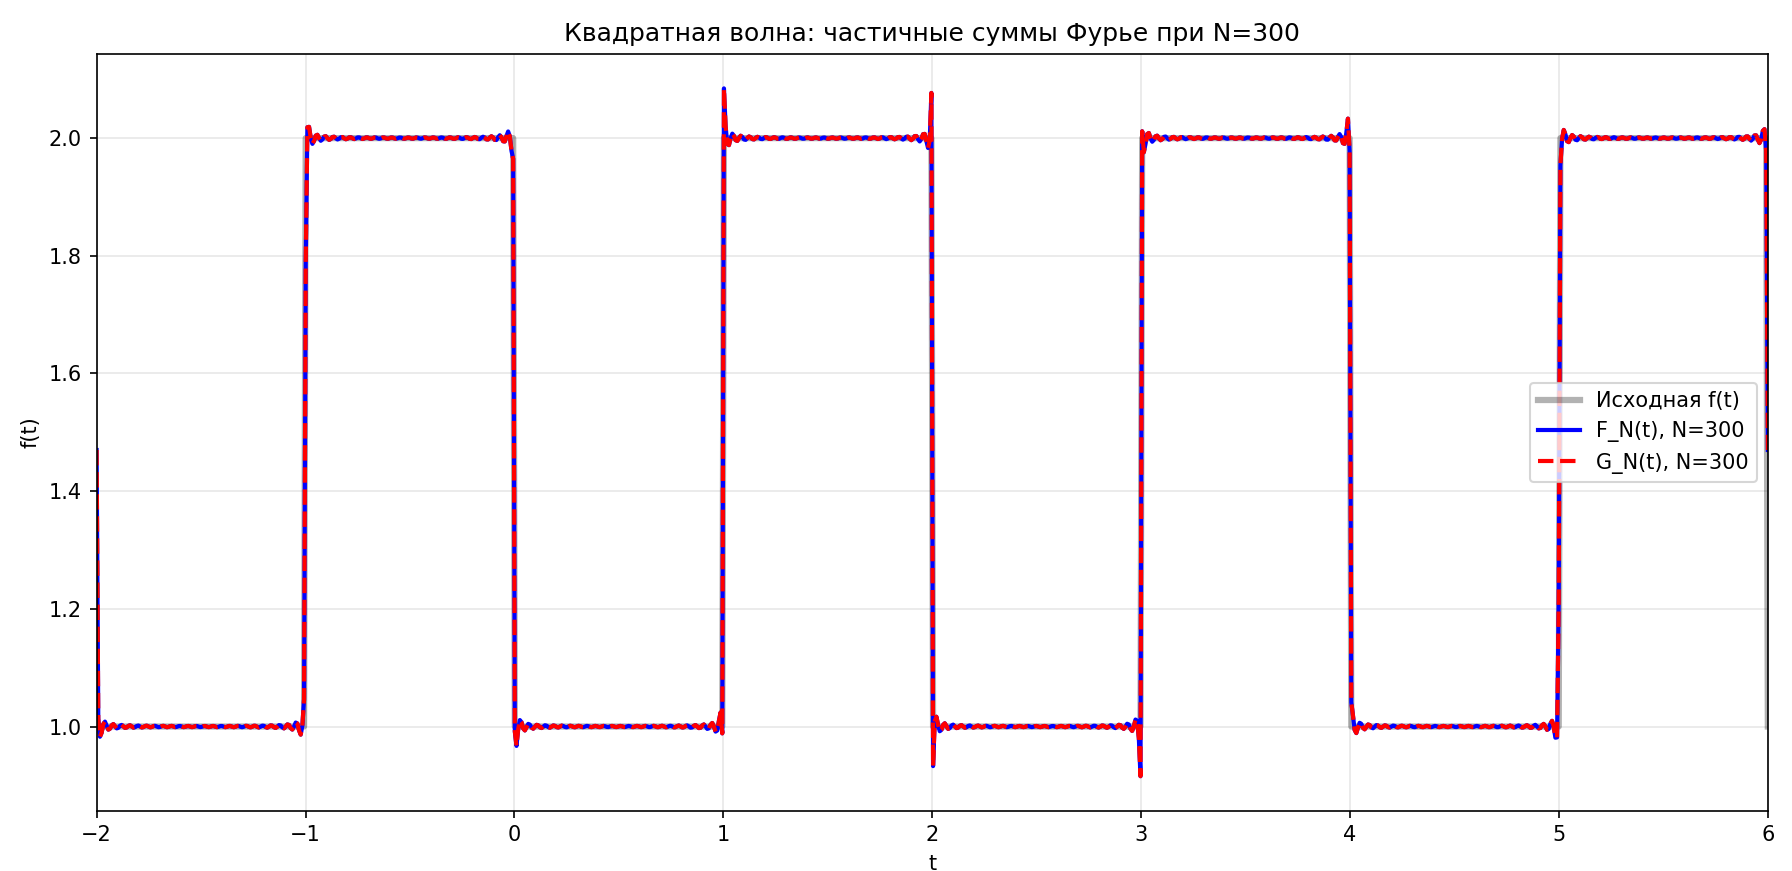 Квадратная волна: частичные суммы Фурье при N=300
f(t)
2.0
1.8
1.6
1.4
1.2
1.0
Исходная f(t)
F_N(t), N=300
G_N(t), N=300
−2 −1 0 1 2 3 4 5 6
t